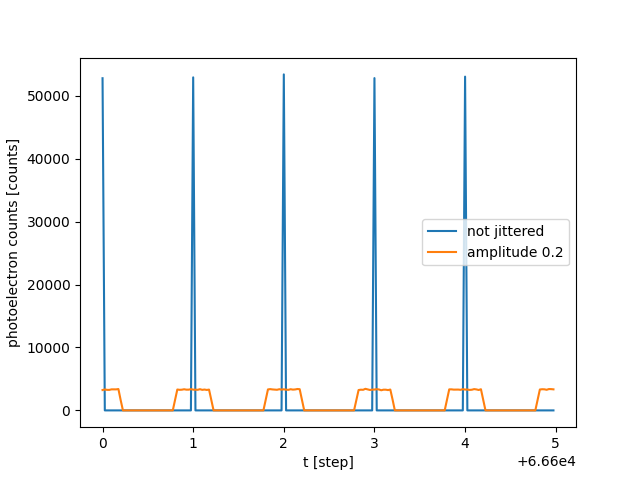 50000
40000
30000
20000
10000
0
photoelectron counts [counts]
not jittered
amplitude 0.2
0 1 2 3 4 5
t [step]
+6.66e4